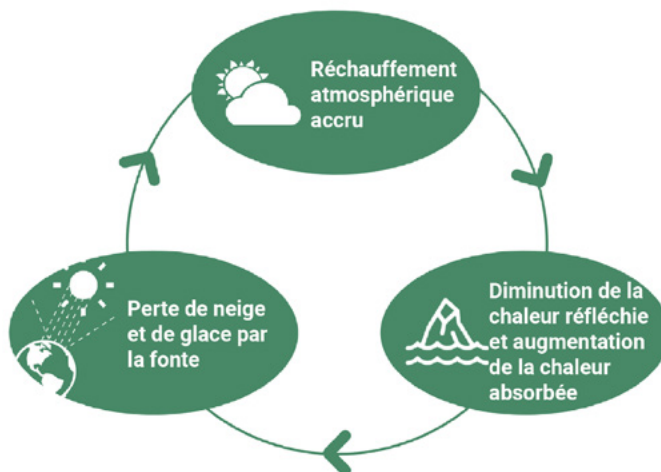 Réchauffement
atmosphérique
accru
Diminution de la
chaleur réfléchie
et augmentation
de la chaleur
absorbée
Perte de neige
et de glace par
la fonte